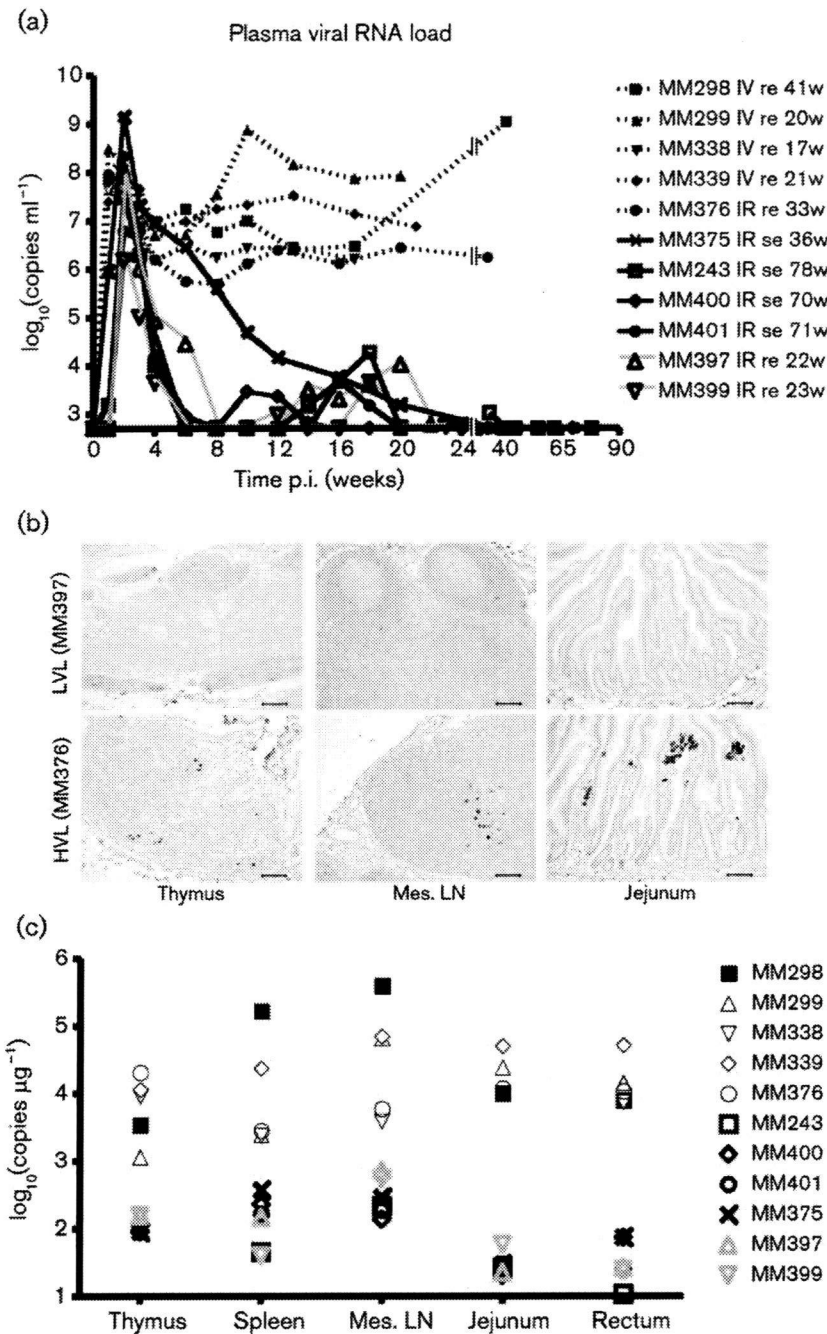 (a)
Plasma viral RNA load
log10(copies ml−1)
10
9
8
7
6
5
4
3
0 4 8 12 16 20 24 40 65 90
Time p.i. (weeks)
MM298 IV re 41w
MM299 IV re 20w
MM338 IV re 17w
MM339 IV re 21w
MM376 IR re 33w
MM375 IR se 36w
MM243 IR se 78w
MM400 IR se 70w
MM401 IR se 71w
MM397 IR re 22w
MM399 IR re 23w
(b)
LVL (MM397)
HVL (MM376)
Thymus Mes. LN Jejunum
(c)
log10(copies µg−1)
6
5
4
3
2
1
Thymus Spleen Mes. LN Jejunum Rectum
MM298
MM299
MM338
MM339
MM376
MM243
MM400
MM401
MM375
MM397
MM399